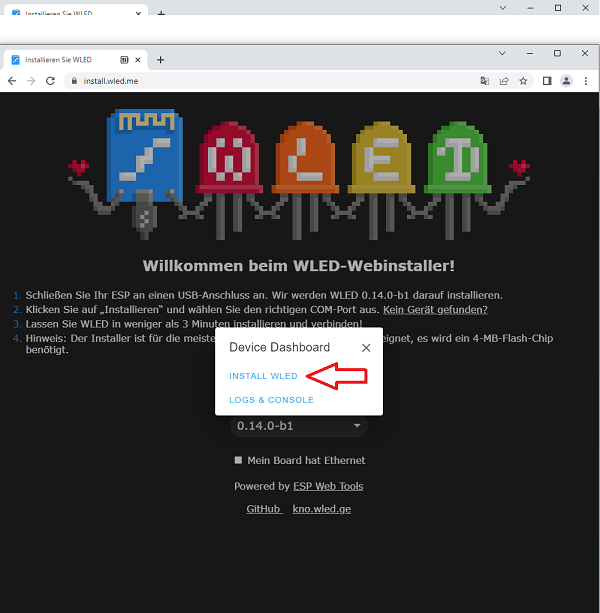 Installieren Sie WLED
Installieren Sie WLED
install.wled.me
WLED
Willkommen beim WLED-Webinstaller!
1. Schließen Sie Ihr ESP an einen USB-Anschluss an. Wir werden WLED 0.14.0-b1 darauf installieren.
2. Klicken Sie auf „Installieren“ und wählen Sie den richtigen COM-Port aus. Kein Gerät gefunden?
3. Lassen Sie WLED in weniger als 3 Minuten installieren und verbinden!
4. Hinweis: Der Installer ist für die meiste eignet, es wird ein 4-MB-Flash-Chip
benötigt.
Device Dashboard
INSTALL WLED
LOGS & CONSOLE
0.14.0-b1
Mein Board hat Ethernet
Powered by ESP Web Tools
GitHub kno.wled.ge